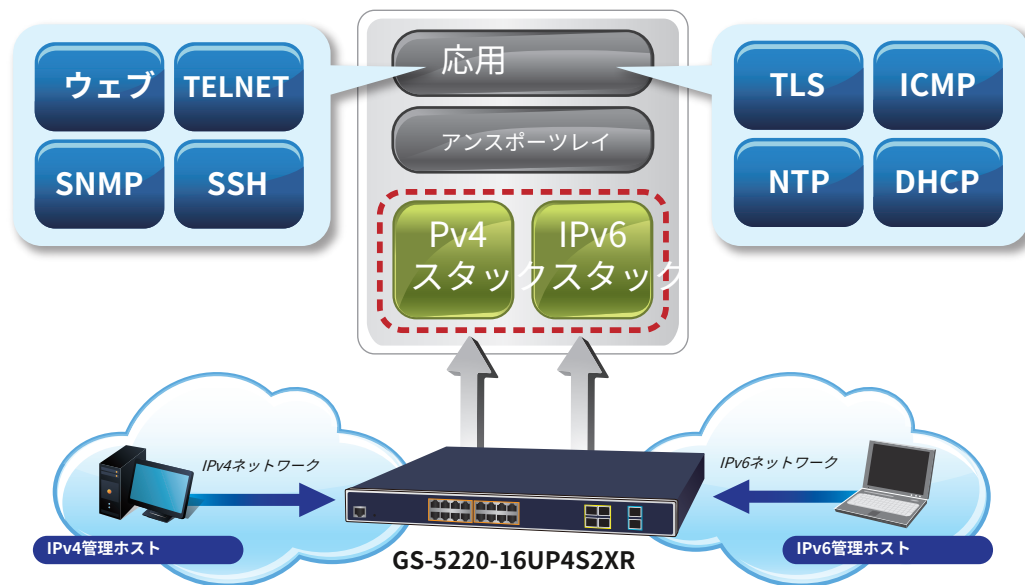 応用
ウェブ
TELNET
SNMP
SSH
TLS
ICMP
NTP
DHCP
アンスポーツレイ
Pv4
スタック
IPv6
スタック
IPv4ネットワーク
IPv6ネットワーク
IPv4管理ホスト
IPv6管理ホスト
GS-5220-16UP4S2XR